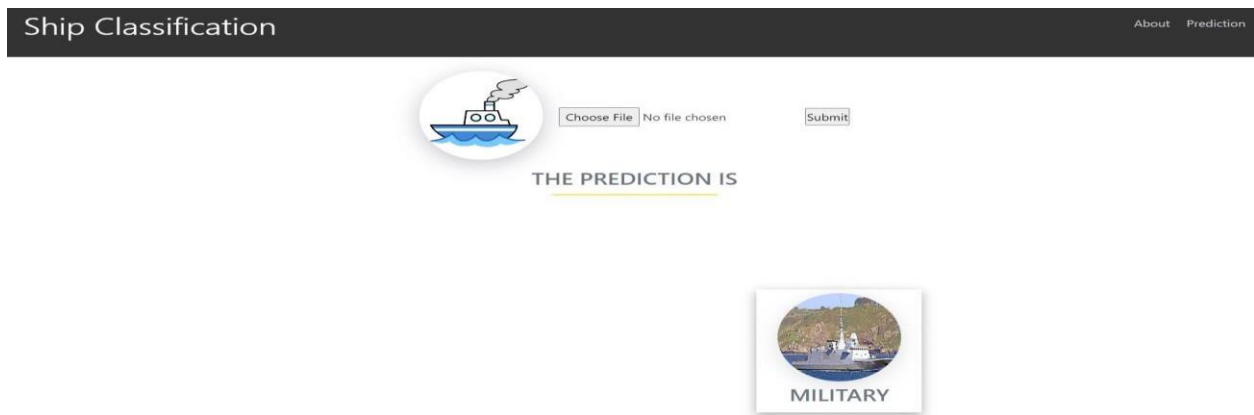 Ship Classification
About Prediction
Choose File No file chosen Submit
THE PREDICTION IS
MILITARY